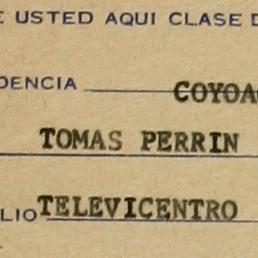 E USTED AQUI CLASE D
DENCIA COYOA
TOMAS PERRIN
LIO TELEVICENTRO